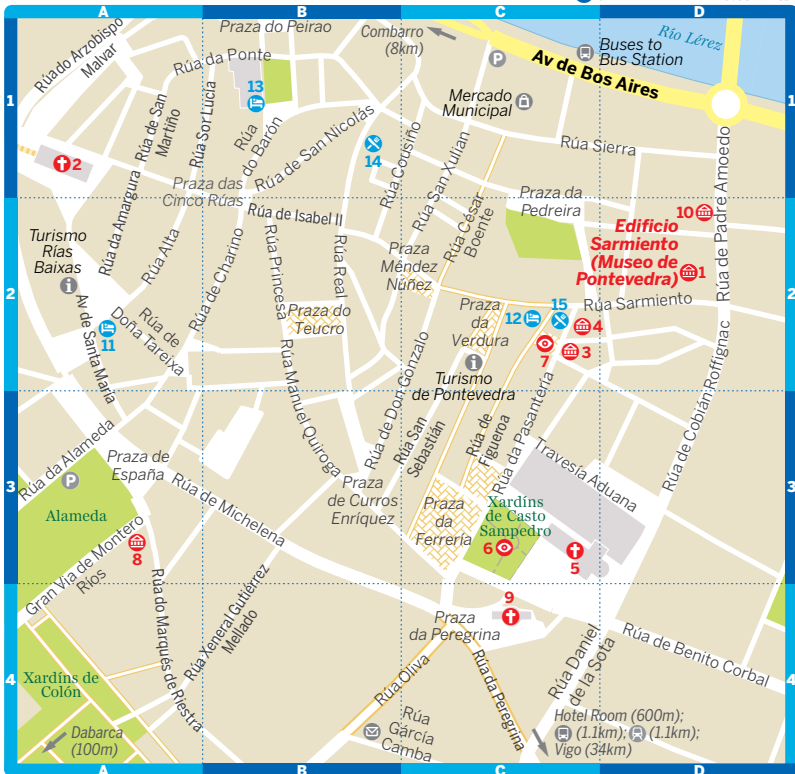 A
B
C
D
Praza do Peirao
Combarro
(8km)
Río Lérez
Rúa do Arzobispo
Malvar
Rúa da Ponte
P
Buses to
Bus Station
Av de Bos Aires
1
1
13
Mercado
Municipal
Rúa de San
Martiño
Rúa Sor Lucia
Rúa
do Barón
Rúa de San Nicolás
14
Rúa Cousiño
Rúa San Xulian
Rúa Sierra
2
Praza das
Cinco Rúas
Rúa da Amargura
Rúa de Isabel II
Rúa César
Boente
Praza da
Pedreira
Rúa de Padre Amoedo
10
Edificio
Sarmiento
(Museo de
Pontevedra)
1
Turismo
Rías
Baixas
Rúa Alta
Rúa de Charino
Rúa Princesa
Rúa Real
Praza
Méndez
Núñez
2
2
Av de Santa María
11
Rúa de
Doña Tareixa
Praza do
Teucro
Praza
da
Verdura
12
15
Rúa Sarmiento
4
7
3
Turismo
de Pontevedra
Rúa Manuel Quiroga
Rúa de Don Gonzalo
Rúa San
Sebastián
Rúa de
Figueroa
Rúa da Pasantería
Rúa de Cobián Roffignac
Rúa da Alameda
Praza de
España
Travesía Aduana
3
3
P
Alameda
Rúa de Michelena
Praza
de Curros
Enríquez
Praza
da
Ferrería
Xardíns
de Casto
Sampedro
6
5
8
Gran Vía de Montero
Ríos
Rúa do Marqués de Riestra
Rúa Xeneral Gutiérrez
Mellado
9
Praza
da Peregrina
Rúa de Benito Corbal
4
4
Xardíns de
Colón
Rúa Oliva
Rúa da Peregrina
Rúa Daniel
de la Sota
Dabarca
(100m)
Rúa
García
Camba
Hotel Room (600m);
(1.1km); (1.1km);
Vigo (34km)
A
B
C
D